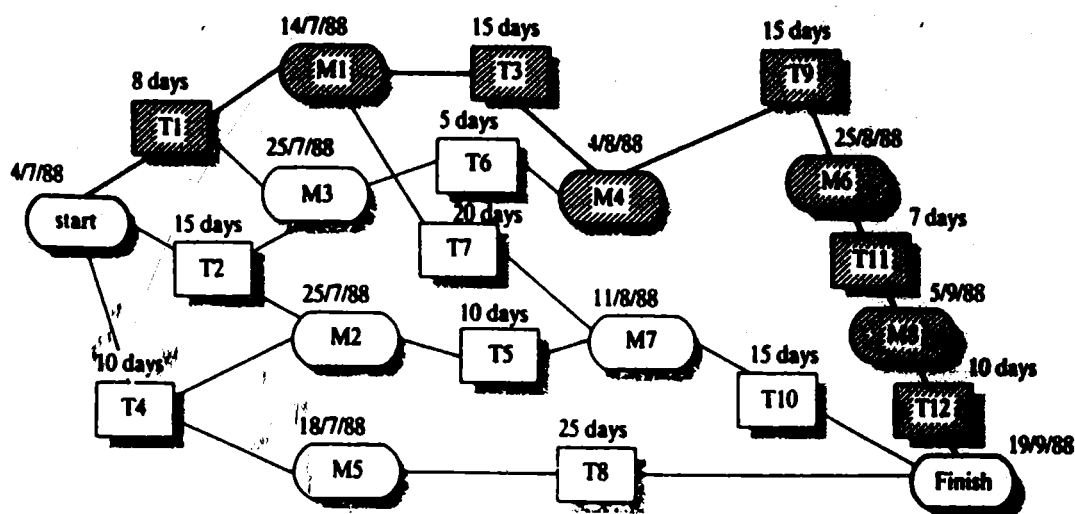 14/7/88
15 days
15 days
M1
T3
T9
8 days
T1
5 days
25/7/88
T6
4/8/88
25/8/88
4/7/88
M3
M4
M6
start
20 days
15 days
7 days
T2
T7
T11
25/7/88
11/8/88
5/9/88
10 days
M2
T5
M7
M8
10 days
15 days
10 days
T4
T10
T12
18/7/88
25 days
19/9/88
M5
T8
Finish